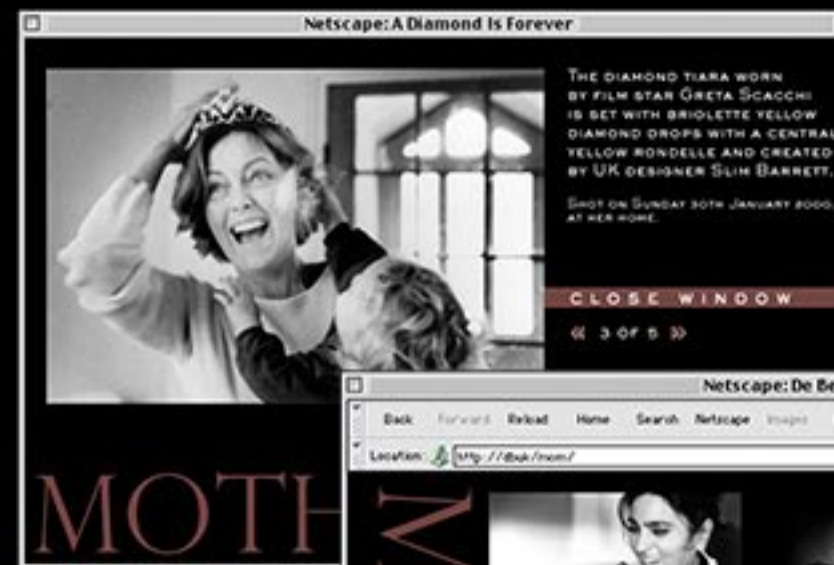 Netscape: A Diamond Is Forever
THE DIAMOND TIARA WORN
BY FILM STAR GRETA SCACCHI
IS SET WITH BRIOLETTE YELLOW
DIAMOND DROPS WITH A CENTRAL
YELLOW RONDELLE AND CREATED
BY UK DESIGNER SLIM BARRETT.
SHOT ON SUNDAY 30TH JANUARY 2000
AT HER HOME.
CLOSE WINDOW
« 3 OF 5 »
Netscape: De Be
Back Forward Reload Home Search Netscape Images
Location: http://dbuk/mom/
MOTH
M